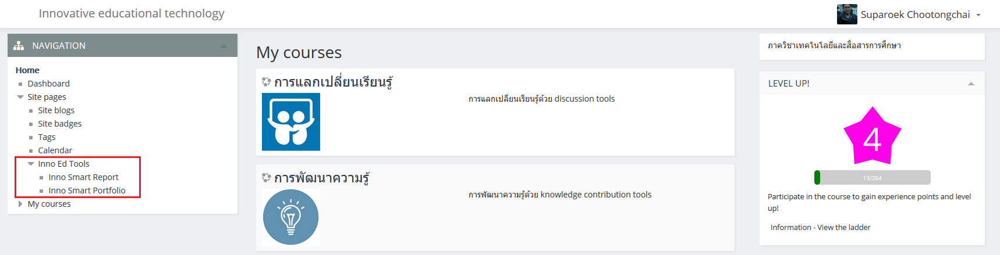 Innovative educational technology
Suparoek Chootongchai
NAVIGATION
Home
Dashboard
Site pages
Site blogs
Site badges
Tags
Calendar
Inno Ed Tools
Inno Smart Report
Inno Smart Portfolio
My courses
My courses
การแลกเปลี่ยนเรียนรู้
การแลกเปลี่ยนเรียนรู้ด้วย discussion tools
การพัฒนาความรู้
การพัฒนาความรู้ด้วย knowledge contribution tools
ภาควิชาเทคโนโลยีและสื่อสารการศึกษา
LEVEL UP!
4
13/264
Participate in the course to gain experience points and level
up!
Information - View the ladder